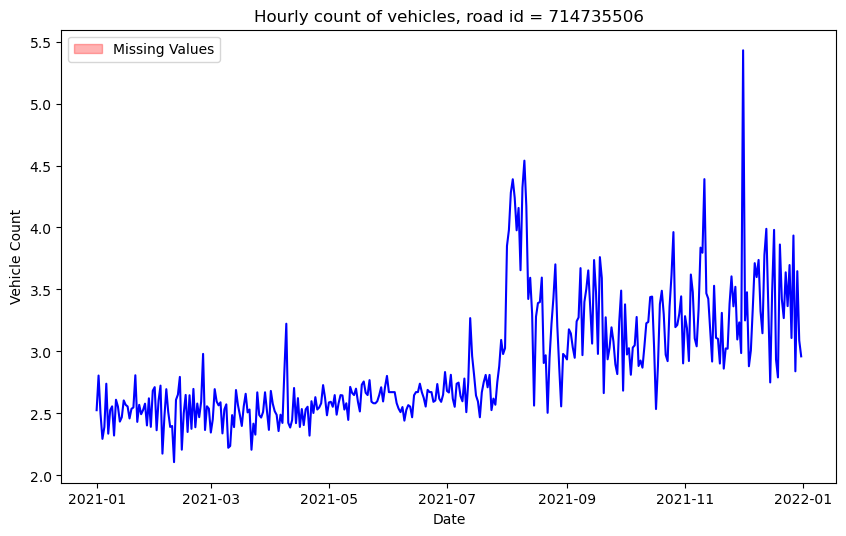 Hourly count of vehicles, road id = 714735506
Missing Values
Vehicle Count
5.5
5.0
4.5
4.0
3.5
3.0
2.5
2.0
2021-01 2021-03 2021-05 2021-07 2021-09 2021-11 2022-01
Date